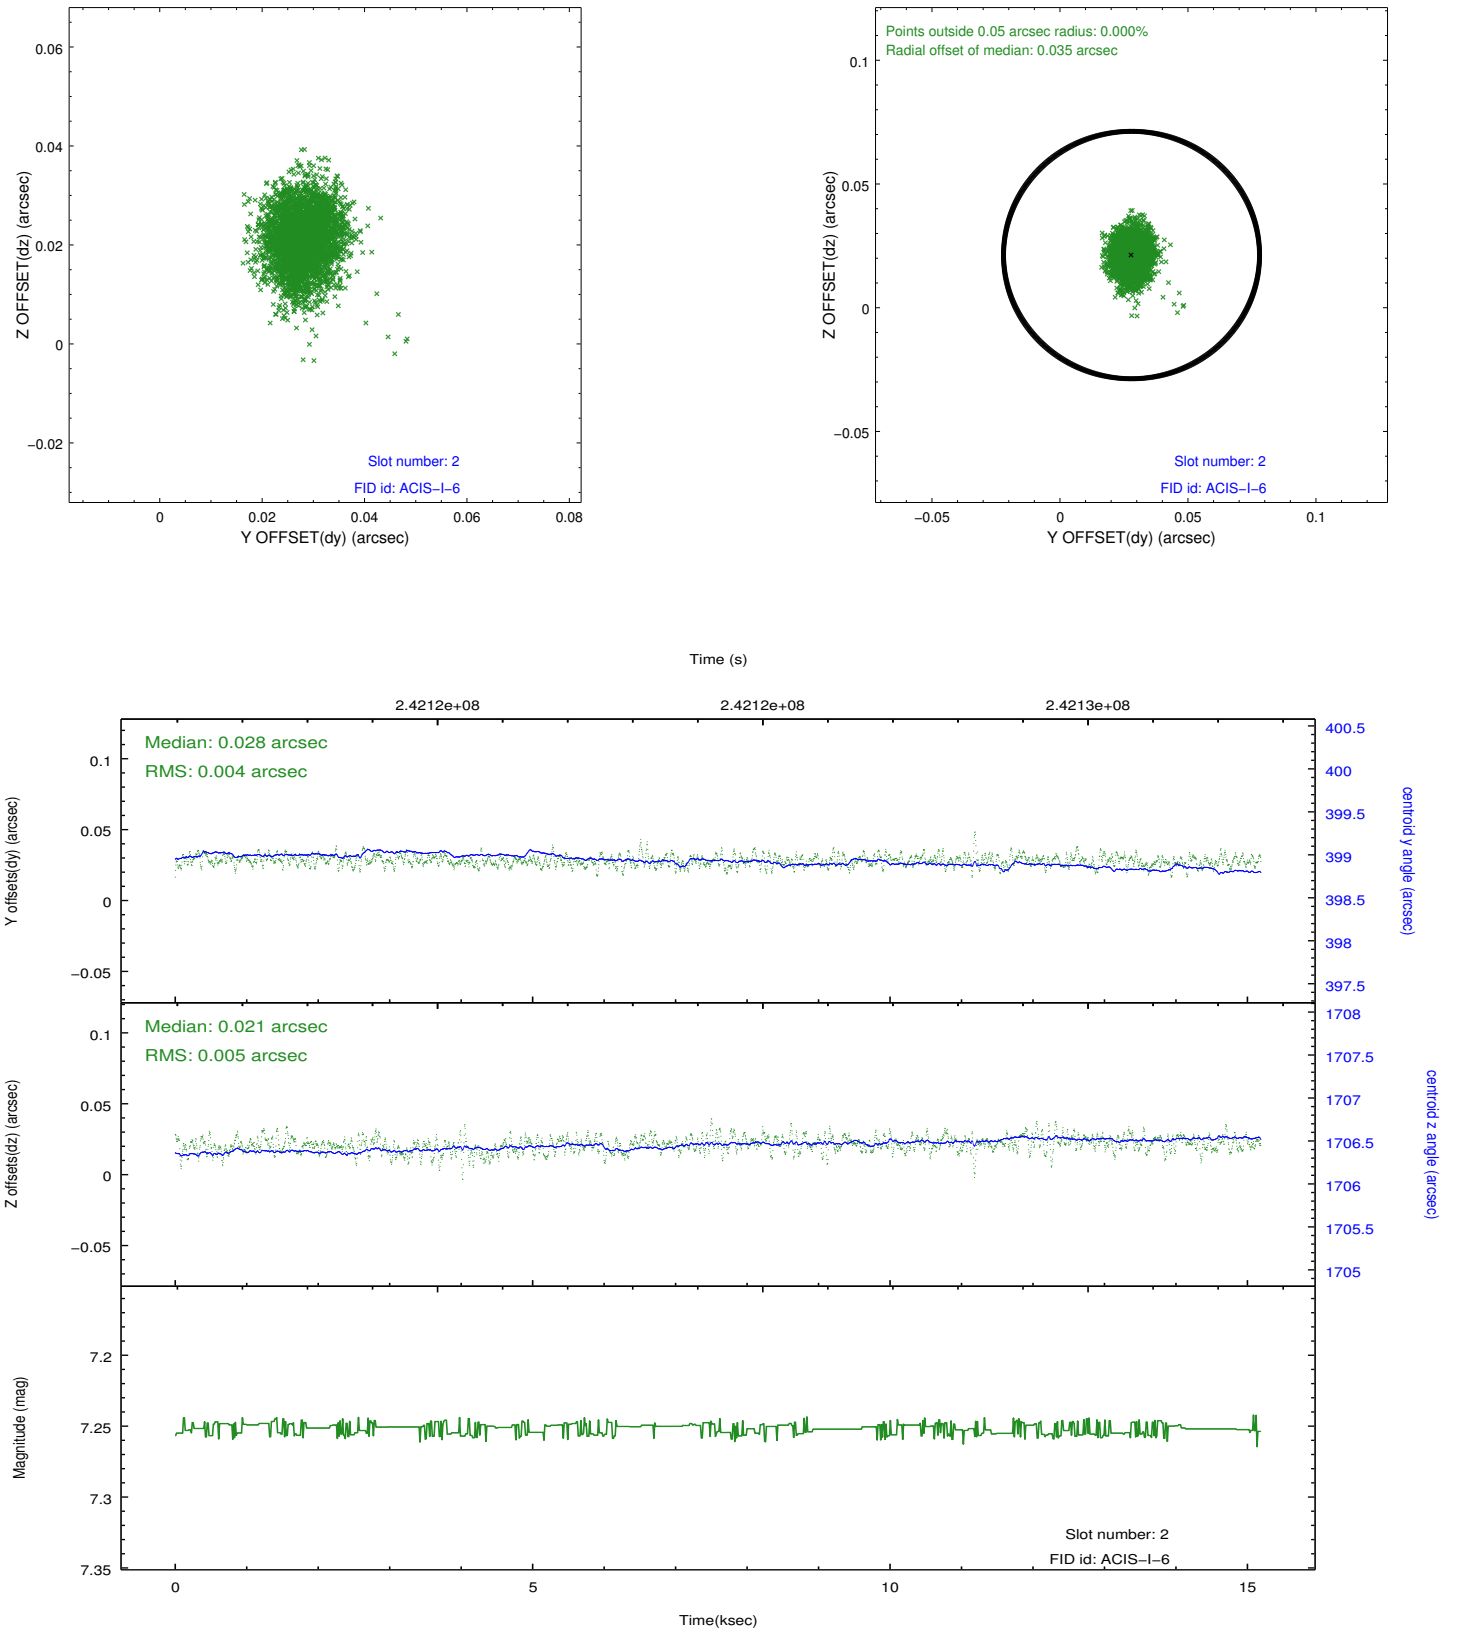 0.06
0.04
0.02
0
−0.02
Z OFFSET(dz) (arcsec)
Slot number: 2
FID id: ACIS−I−6
0 0.02 0.04 0.06 0.08
Y OFFSET(dy) (arcsec)
Points outside 0.05 arcsec radius: 0.000%
Radial offset of median: 0.035 arcsec
0.1
0.05
0
−0.05
Z OFFSET(dz) (arcsec)
Slot number: 2
FID id: ACIS−I−6
−0.05 0 0.05 0.1
Y OFFSET(dy) (arcsec)
Time (s)
2.4212e+08 2.4212e+08 2.4213e+08
Median: 0.028 arcsec
RMS: 0.004 arcsec
0.1
0.05
0
−0.05
Y offsets(dy) (arcsec)
400.5
400
399.5
399
398.5
398
397.5
centroid y angle (arcsec)
Median: 0.021 arcsec
RMS: 0.005 arcsec
0.1
0.05
0
−0.05
Z offsets(dz) (arcsec)
1708
1707.5
1707
1706.5
1706
1705.5
1705
centroid z angle (arcsec)
7.2
7.25
7.3
7.35
Magnitude (mag)
Slot number: 2
FID id: ACIS−I−6
0 5 10 15
Time(ksec)